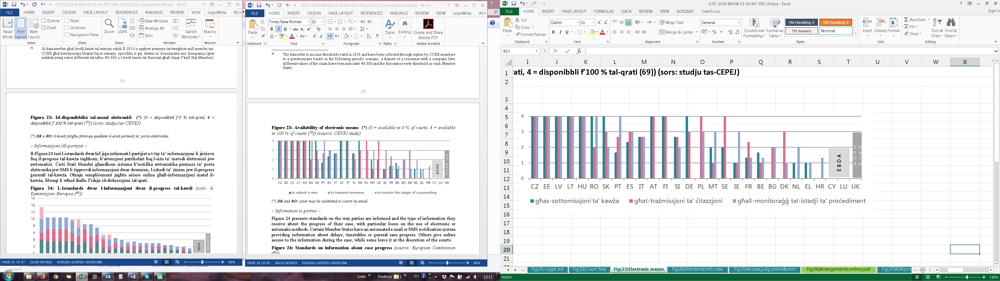 JUST-2019-80008-01-00-00-MT-TRA-00.DOCX [Compatibility Mode] - Word
FILE HOME INSERT DESIGN PAGE LAYOUT REFERENCES MAILINGS REVIEW VIEW LegisWrite
Read Mode
Print Layout
Web Layout
Outline
Draft
Views
Ruler
Gridlines
Navigation Pane
Show
Zoom
100%
Zoom
New Window
Arrange All
Split
Window
Switch Windows
Macros
Macros
78 Id-data tirreferi għal-livelli limitu tal-introjtu validi fl-2018 u ngabret permezz tat-tweġibiet mill-membri tas-
CCBE għal kwestjonarju bbażat fuq ix-xenarju speċifiku li ġej: tilwim ta' konsumatur ma' kumpanija (ġew
indikati żewġ valuri differenti tat-talba: €6 000 u l-livell limitu tal-Eurostat għall-faqar f'kull Stat Membru).
30
Figura 23: Id-disponibbiltà tal-mezzi elettroniċi (*) (0 = disponibbli f'0 % tal-qrati, 4 =
disponibbli f'100 % tal-qrati (79)) (sors: studju tas-CEPEJ)
(*) DK u RO: il-kawżi jistgħu jitressqu quddiem il-qrati permezz ta' posta elettronika.
– Informazzjoni lill-partijiet –
Il-Figura 24 turi l-istandards dwar kif jiġu infurmati l-partijiet u t-tip ta' informazzjoni li jirċievu
fuq il-progress tal-kawża tagħhom, b'attenzjoni partikolari fuq l-użu ta' metodi elettroniċi jew
awtomatiċi. Ċerti Stati Membri għandhom sistema b'notifika awtomatika permezz ta' posta
elettronika jew SMS li tipprovdi informazzjoni dwar dewmien, l-iskedi ta' żmien jew il-progress
ġenerali tal-kawża. Oħrajn sempliċement jagħtu aċċess online għall-informazzjoni matul il-
kawża, filwaqt li wħud iħallu f'idejn id-diskrezzjoni tal-qrati.
Figura 24: L-istandards dwar l-informazzjoni dwar il-progress tal-kawżi (sors: il-
Kummissjoni Ewropea (80))
16
14
12
10
8
6
4
2
0
EBDA
EBDA DATA
PAGE 31 OF 67 22108 WORDS ENGLISH (UNITED KINGDOM) 90%
JUST-2019-80008-01-00-EN-ORI-00(1).DOCX [Compatibility Mode] - Word
FILE HOME INSERT DESIGN PAGE LAYOUT REFERENCES MAILINGS REVIEW VIEW LegisWrite
Paste
Clipboard
Times New Roman 10
Font
Paragraph
Styles
Styles
Editing
Create and Share Adobe PDF
Adobe Acrobat
78 The data refer to income thresholds valid in 2018 and have been collected through replies by CCBE members
to a questionnaire based on the following specific scenario: a dispute of a consumer with a company (two
different values of the claim have been indicated: €6 000 and the Eurostat poverty threshold in each Member
State).
28
Figure 23: Availability of electronic means (*) (0 = available in 0 % of courts, 4 = available
in 100 % of courts (79)) (source: CEPEJ study)
4
3
2
1
0
NONE
NO DATA
CZ EE LV LT HU RO SK PT ES IT AT FI SI DE PL MT SE IE FR BE BG DK NL EL HR CY LU UK
to submit a case to transmit summons to monitor the stages of a proceeding
(*) DK and RO: cases may be submitted to courts by email.
– Information to parties –
Figure 24 presents standards on the way parties are informed and the type of information they
receive about the progress of their case, with particular focus on the use of electronic or
automatic methods. Certain Member States have an automated e-mail or SMS notification system
providing information about delays, timetables or general case progress. Others give online
access to the information during the case, while some leave it at the discretion of the courts.
Figure 24: Standards on information about case progress (source: European Commission
(80))
PAGE 28 OF 63 26210 WORDS ENGLISH (UNITED KINGDOM) 90%
JUST-2019-80008-01-00-MT-SRC-00.xlsx - Excel
Sign in
FILE HOME INSERT PAGE LAYOUT FORMULAS DATA REVIEW VIEW ACROBAT TransTools
Paste
Cut
Copy
Format Painter
Clipboard
Calibri 11
Font
Wrap Text
Merge & Center
Alignment
General
Number
Conditional Formatting
Format as Table
Tbl Heading 2 Tbl Heading 3
Tbl Numeric Normal
Styles
Insert Delete Format
Cells
AutoSum
Fill
Clear
Sort & Filter
Find & Select
Editing
X20
I J K L M N O P Q R S T U V W X
1 rati, 4 = disponibbli f'100 % tal-qrati (69)) (sors: studju tas-CEPEJ)
2
3
4
5
6
7
8
9
10
11
12
13
14
15
16
17
18
19
20
21
4
3
2
1
0
EBDA
EBDA DATA
CZ EE LV LT HU RO SK PT ES IT AT FI SI DE PL MT SE IE FR BE BG DK NL EL HR CY LU UK
għas-sottomissjoni ta' kawża għat-trażmissjoni ta' ċitazzjoni għall-monitoraġġ tal-istadji ta' proċediment
Fig(21) Legal aid Fig(22)Court fees Fig(23)Electronic means Fig(24)Standards.info.case Fig(25)Access.judg.online&crim Fig(26)Arrangements.online.publ Fig(27)ADR.pro ...
READY 140%
Links Desktop EN 12:11